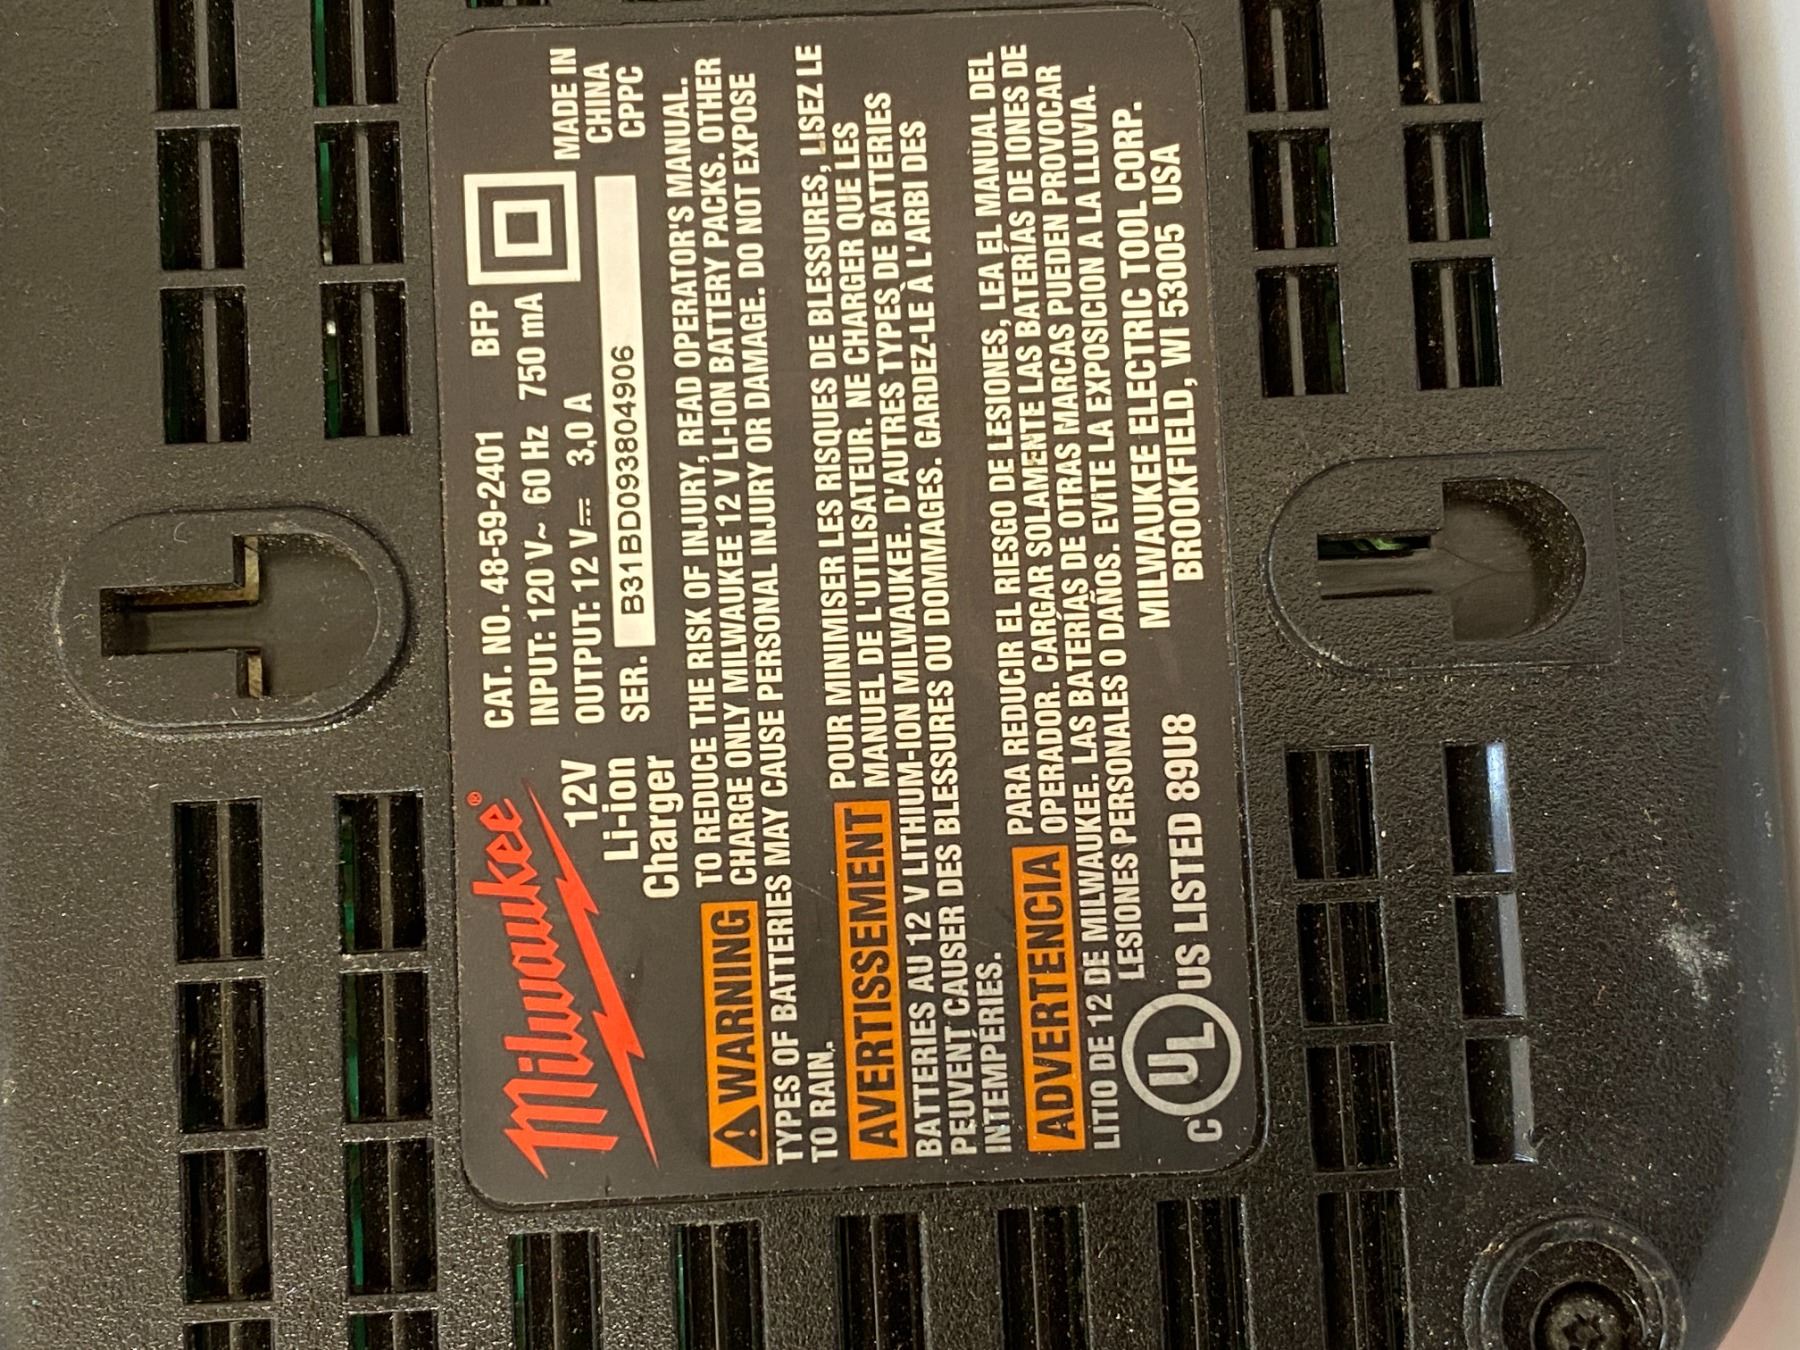 Milwaukee®
12V
Li-ion
Charger
CAT. NO. 48-59-2401 BFP
INPUT: 120 V~ 60 Hz 750 mA
OUTPUT: 12 V⎓ 3,0 A
SER. B31BD09380490​6
MADE IN
CHINA
CPPC
⚠ WARNING TO REDUCE THE RISK OF INJURY, READ OPERATOR'S MANUAL.
CHARGE ONLY MILWAUKEE 12 V LI-ION BATTERY PACKS. OTHER
TYPES OF BATTERIES MAY CAUSE PERSONAL INJURY OR DAMAGE. DO NOT EXPOSE
TO RAIN.
AVERTISSEMENT POUR MINIMISER LES RISQUES DE BLESSURES, LISEZ LE
MANUEL DE L'UTILISATEUR. NE CHARGER QUE LES
BATTERIES AU 12 V LITHIUM-ION MILWAUKEE. D'AUTRES TYPES DE BATTERIES
PEUVENT CAUSER DES BLESSURES OU DOMMAGES. GARDEZ-LE À L'ARBI DES
INTEMPERIES.
ADVERTENCIA PARA REDUCIR EL RIESGO DE LESIONES, LEA EL MANUAL DEL
OPERADOR. CARGAR SOLAMENTE LAS BATERÍAS DE IONES DE
LITIO DE 12 DE MILWAUKEE. LAS BATERÍAS DE OTRAS MARCAS PUEDEN PROVOCAR
LESIONES PERSONALES O DAÑOS. EVITE LA EXPOSICION A LA LLUVIA.
C UL US LISTED 89U8
MILWAUKEE ELECTRIC TOOL CORP.
BROOKFIELD, WI 53005 USA